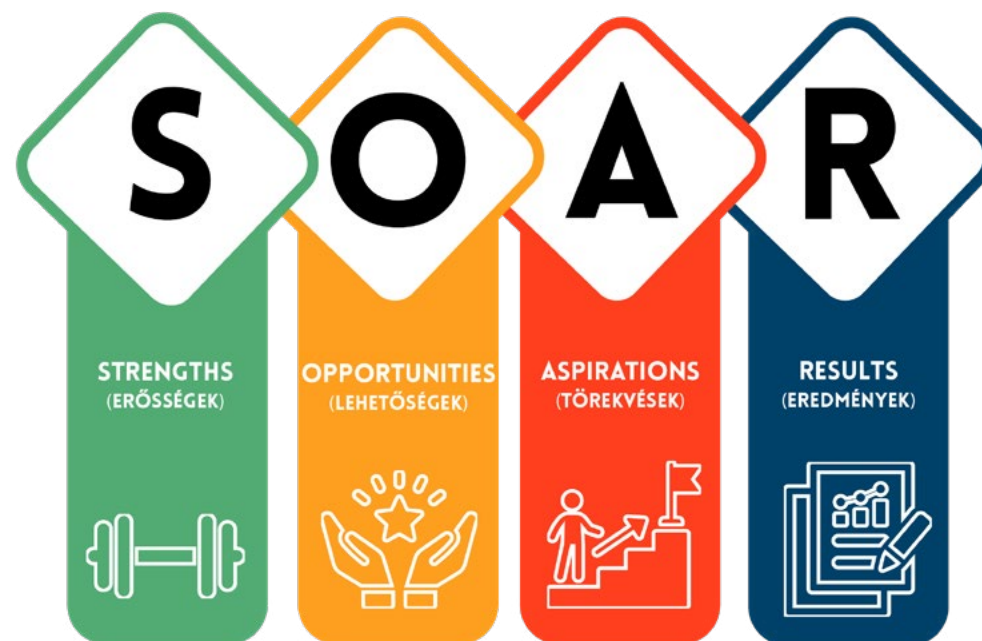 S O A R
STRENGTHS
(ERŐSSÉGEK)
OPPORTUNITIES
(LEHETŐSÉGEK)
ASPIRATIONS
(TÖREKVÉSEK)
RESULTS
(EREDMÉNYEK)